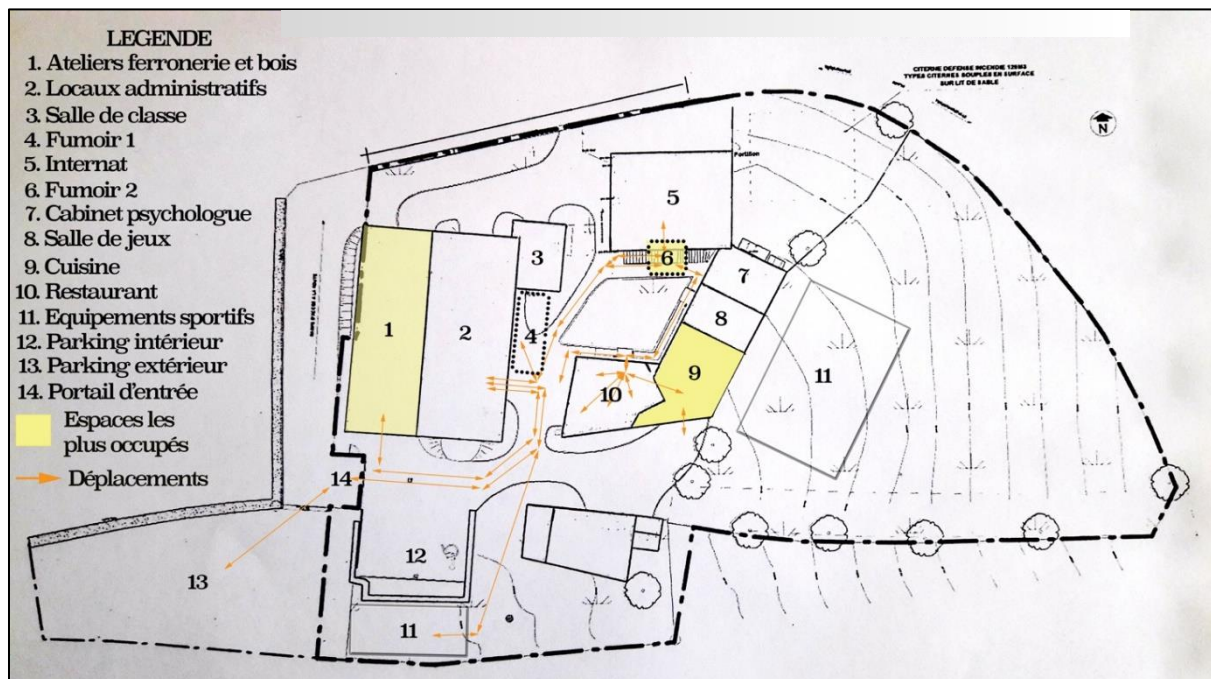 LEGENDE
1. Ateliers ferronerie et bois
2. Locaux administratifs
3. Salle de classe
4. Fumoir 1
5. Internat
6. Fumoir 2
7. Cabinet psychologue
8. Salle de jeux
9. Cuisine
10. Restaurant
11. Equipements sportifs
12. Parking intérieur
13. Parking extérieur
14. Portail d'entrée
Espaces les
plus occupés
Déplacements
CITERNE DEFENSE INCENDIE 120M3
TYPES CITERNES SOUPLES EN SURFACE
SUR LIT DE SABLE
N
5
6
3
7
1
2
4
8
10
9
11
14
12
13
11